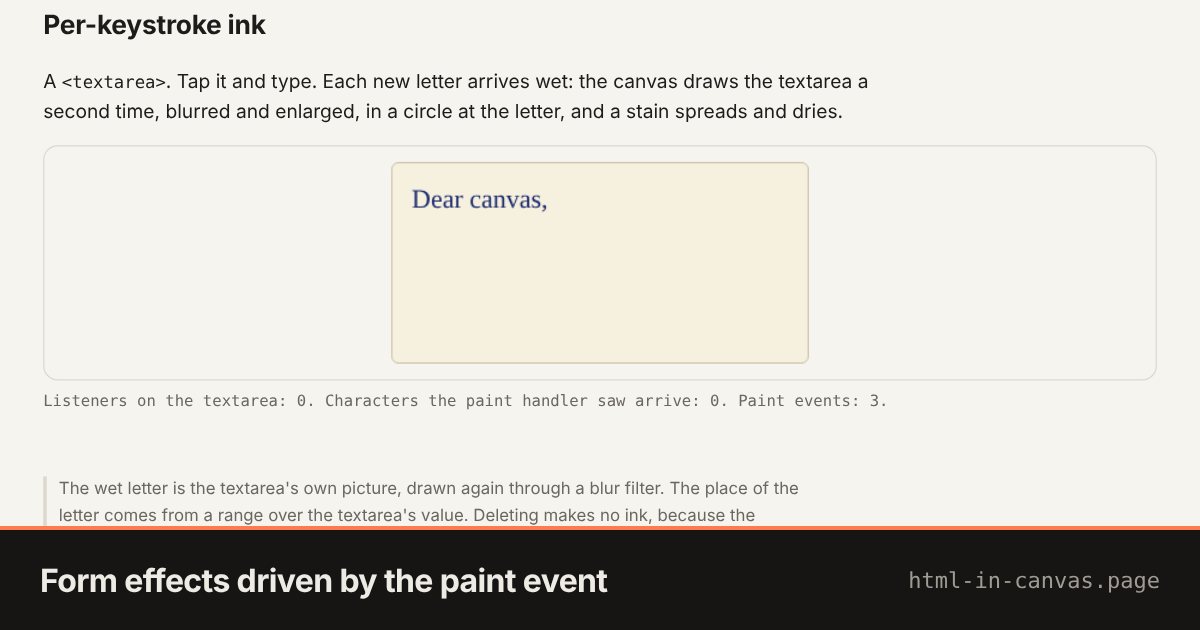 Per-keystroke ink
A <textarea>. Tap it and type. Each new letter arrives wet: the canvas draws the textarea a
second time, blurred and enlarged, in a circle at the letter, and a stain spreads and dries.
Dear canvas,
Listeners on the textarea: 0. Characters the paint handler saw arrive: 0. Paint events: 3.
The wet letter is the textarea's own picture, drawn again through a blur filter. The place of the
letter comes from a range over the textarea's value. Deleting makes no ink, because the
Form effects driven by the paint event
html-in-canvas.page